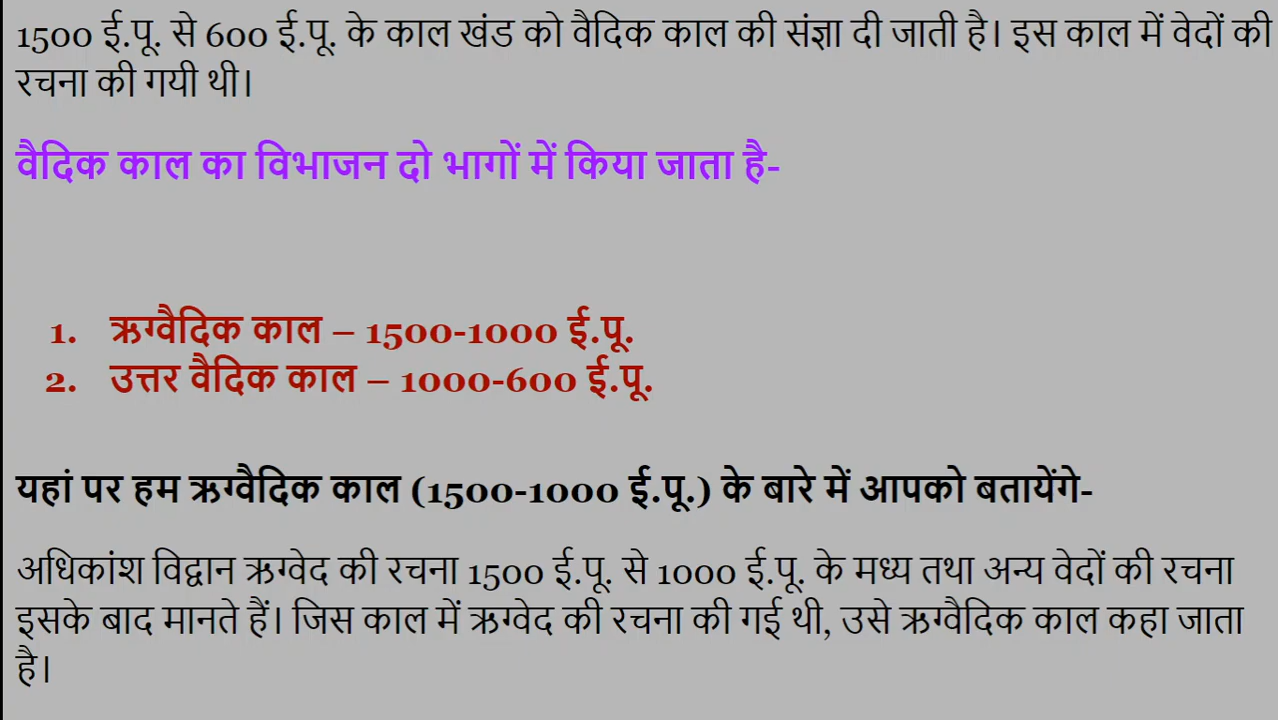 1500 ई.पू. से 600 ई.पू. के काल खंड को वैदिक काल की संज्ञा दी जाती है। इस काल में वेदों की
रचना की गयी थी।
वैदिक काल का विभाजन दो भागों में किया जाता है-
1. ऋग्वैदिक काल – 1500-1000 ई.पू.
2. उत्तर वैदिक काल – 1000-600 ई.पू.
यहां पर हम ऋग्वैदिक काल (1500-1000 ई.पू.) के बारे में आपको बतायेंगे-
अधिकांश विद्वान ऋग्वेद की रचना 1500 ई.पू. से 1000 ई.पू. के मध्य तथा अन्य वेदों की रचना
इसके बाद मानते हैं। जिस काल में ऋग्वेद की रचना की गई थी, उसे ऋग्वैदिक काल कहा जाता
है।